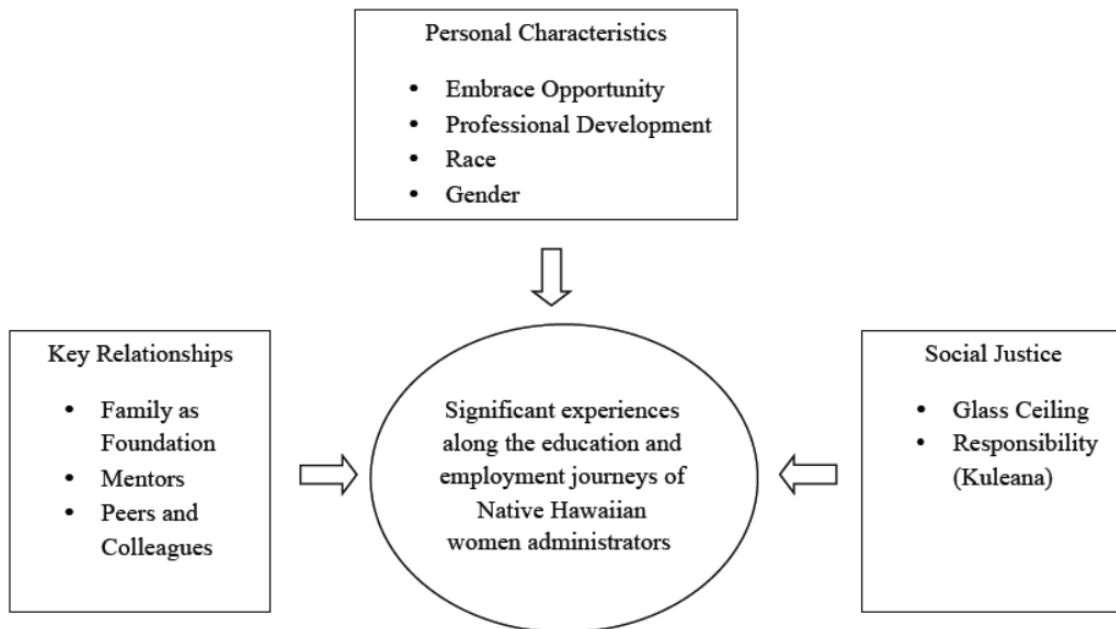 Personal Characteristics
• Embrace Opportunity
• Professional Development
• Race
• Gender
Key Relationships
• Family as
Foundation
• Mentors
• Peers and
Colleagues
Significant experiences
along the education and
employment journeys of
Native Hawaiian
women administrators
Social Justice
• Glass Ceiling
• Responsibility
(Kuleana)